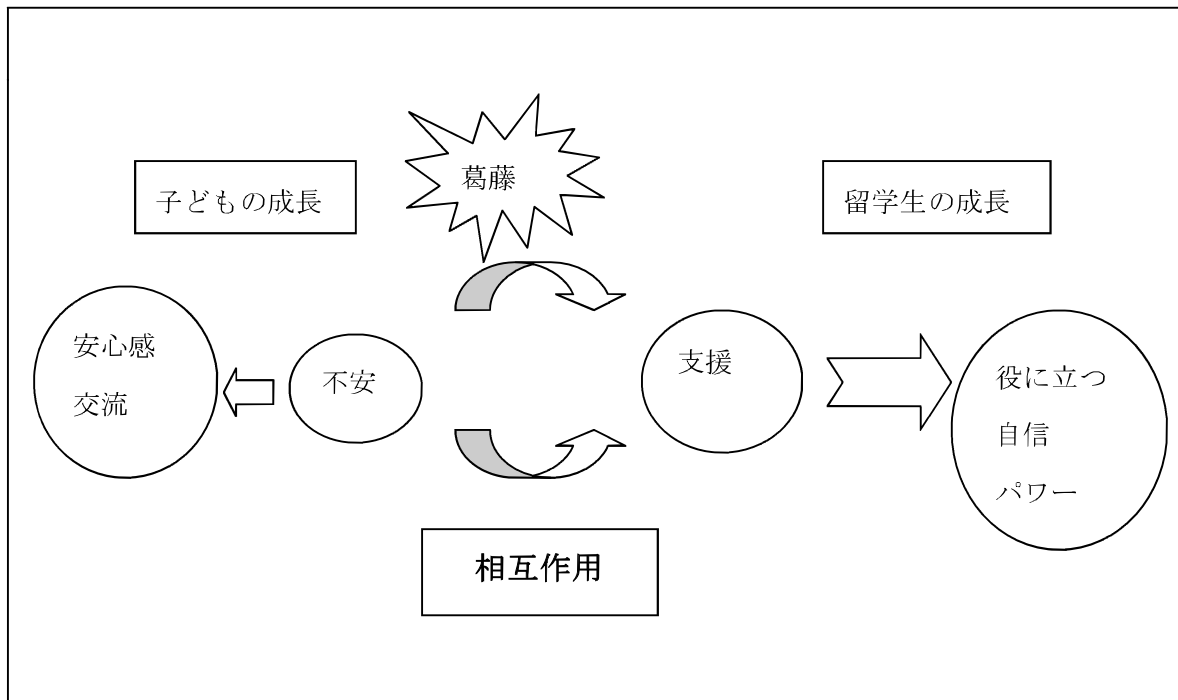 葛藤
子どもの成長
留学生の成長
安心感
交流
不安
支援
役に立つ
自信
パワー
相互作用